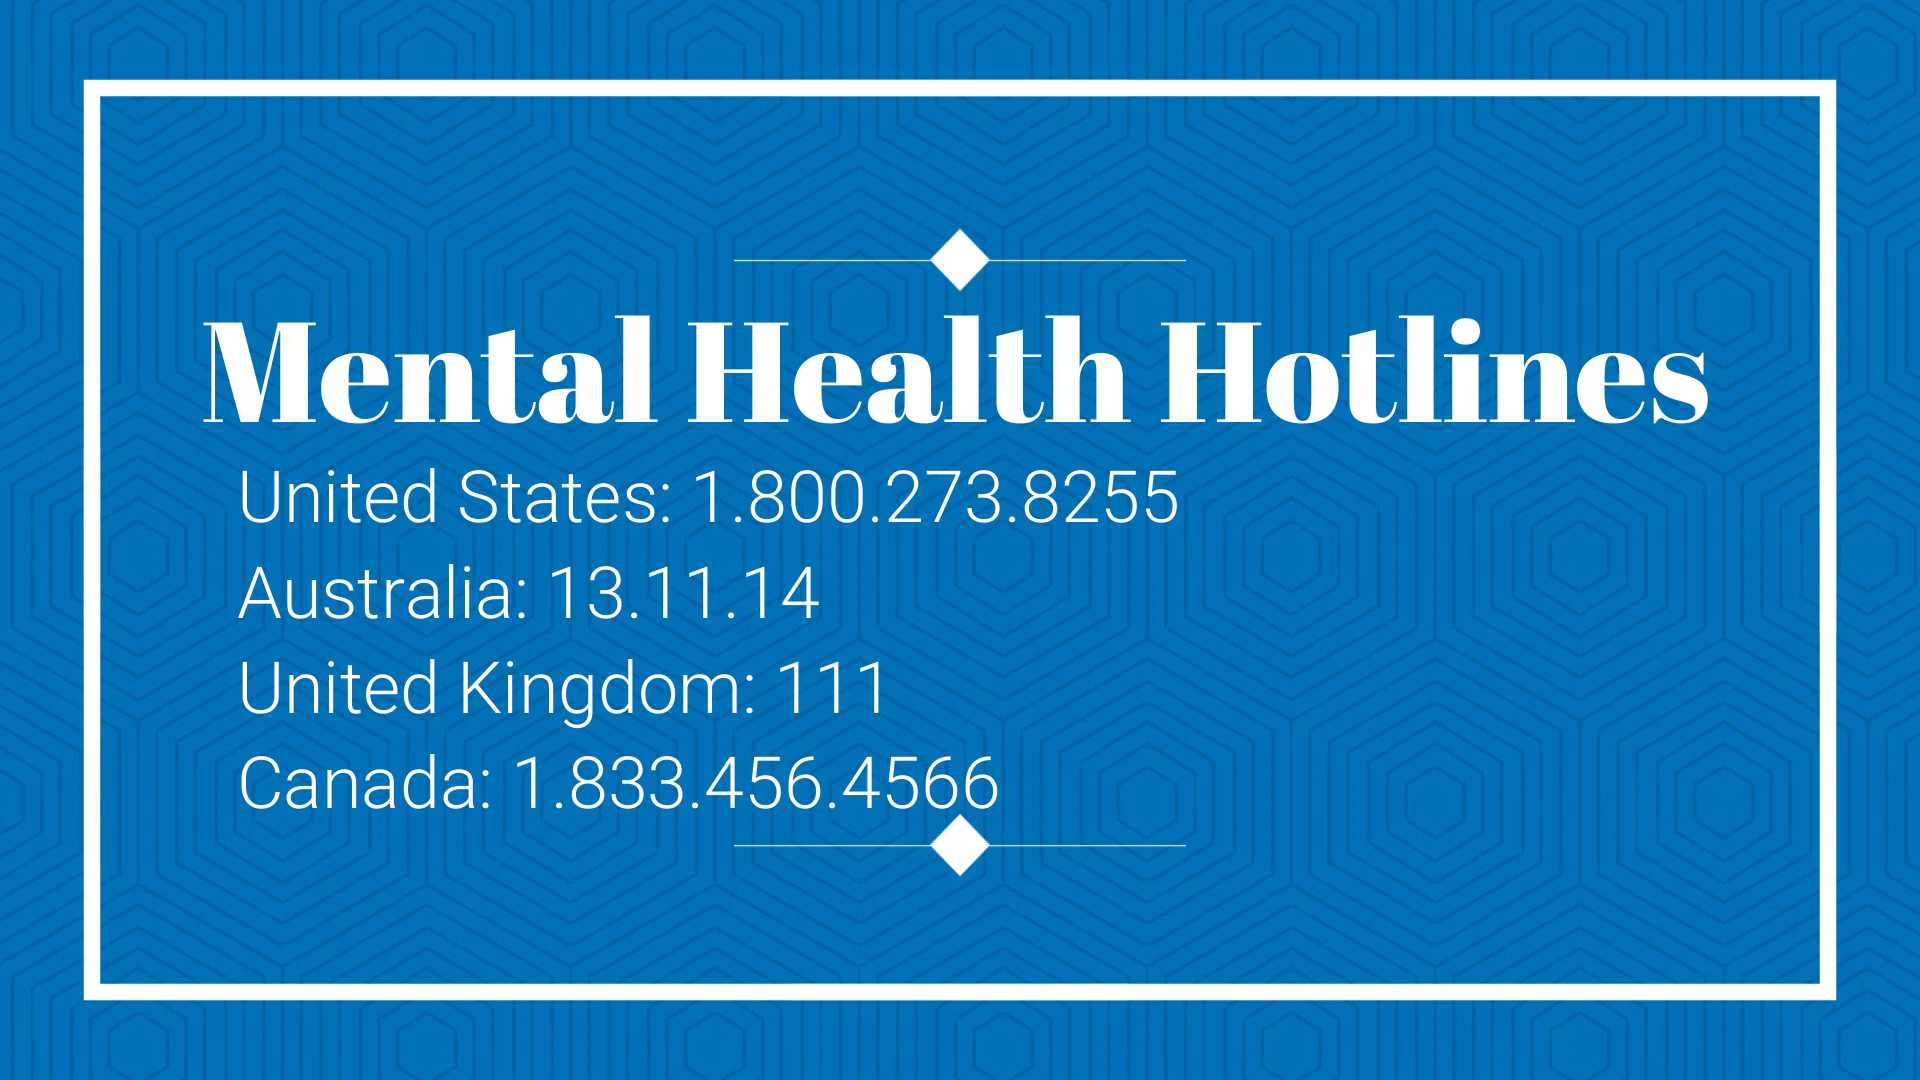 Mental Health Hotlines
United States: 1.800.273.8255
Australia: 13.11.14
United Kingdom: 111
Canada: 1.833.456.4566